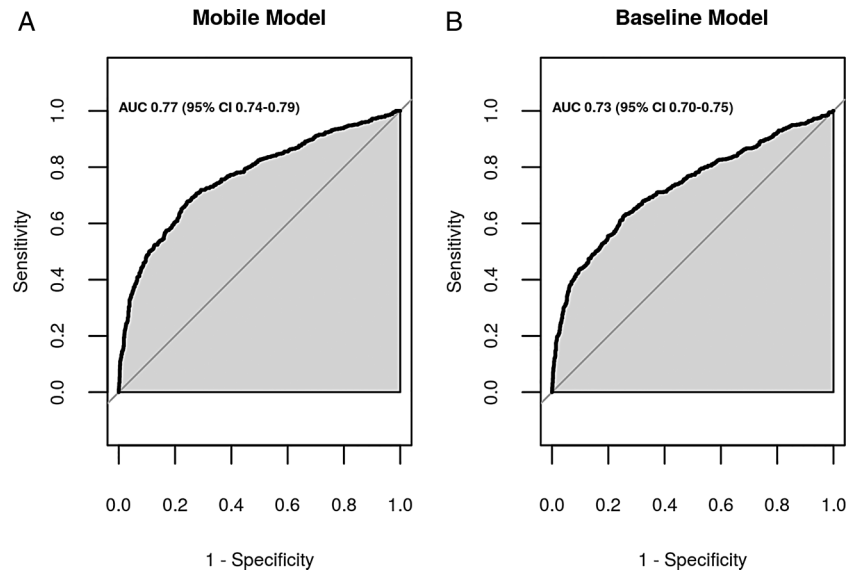 A
Mobile Model
AUC 0.77 (95% CI 0.74-0.79)
Sensitivity
1.0
0.8
0.6
0.4
0.2
0.0
0.0 0.2 0.4 0.6 0.8 1.0
1 - Specificity
B
Baseline Model
AUC 0.73 (95% CI 0.70-0.75)
Sensitivity
1.0
0.8
0.6
0.4
0.2
0.0
0.0 0.2 0.4 0.6 0.8 1.0
1 - Specificity